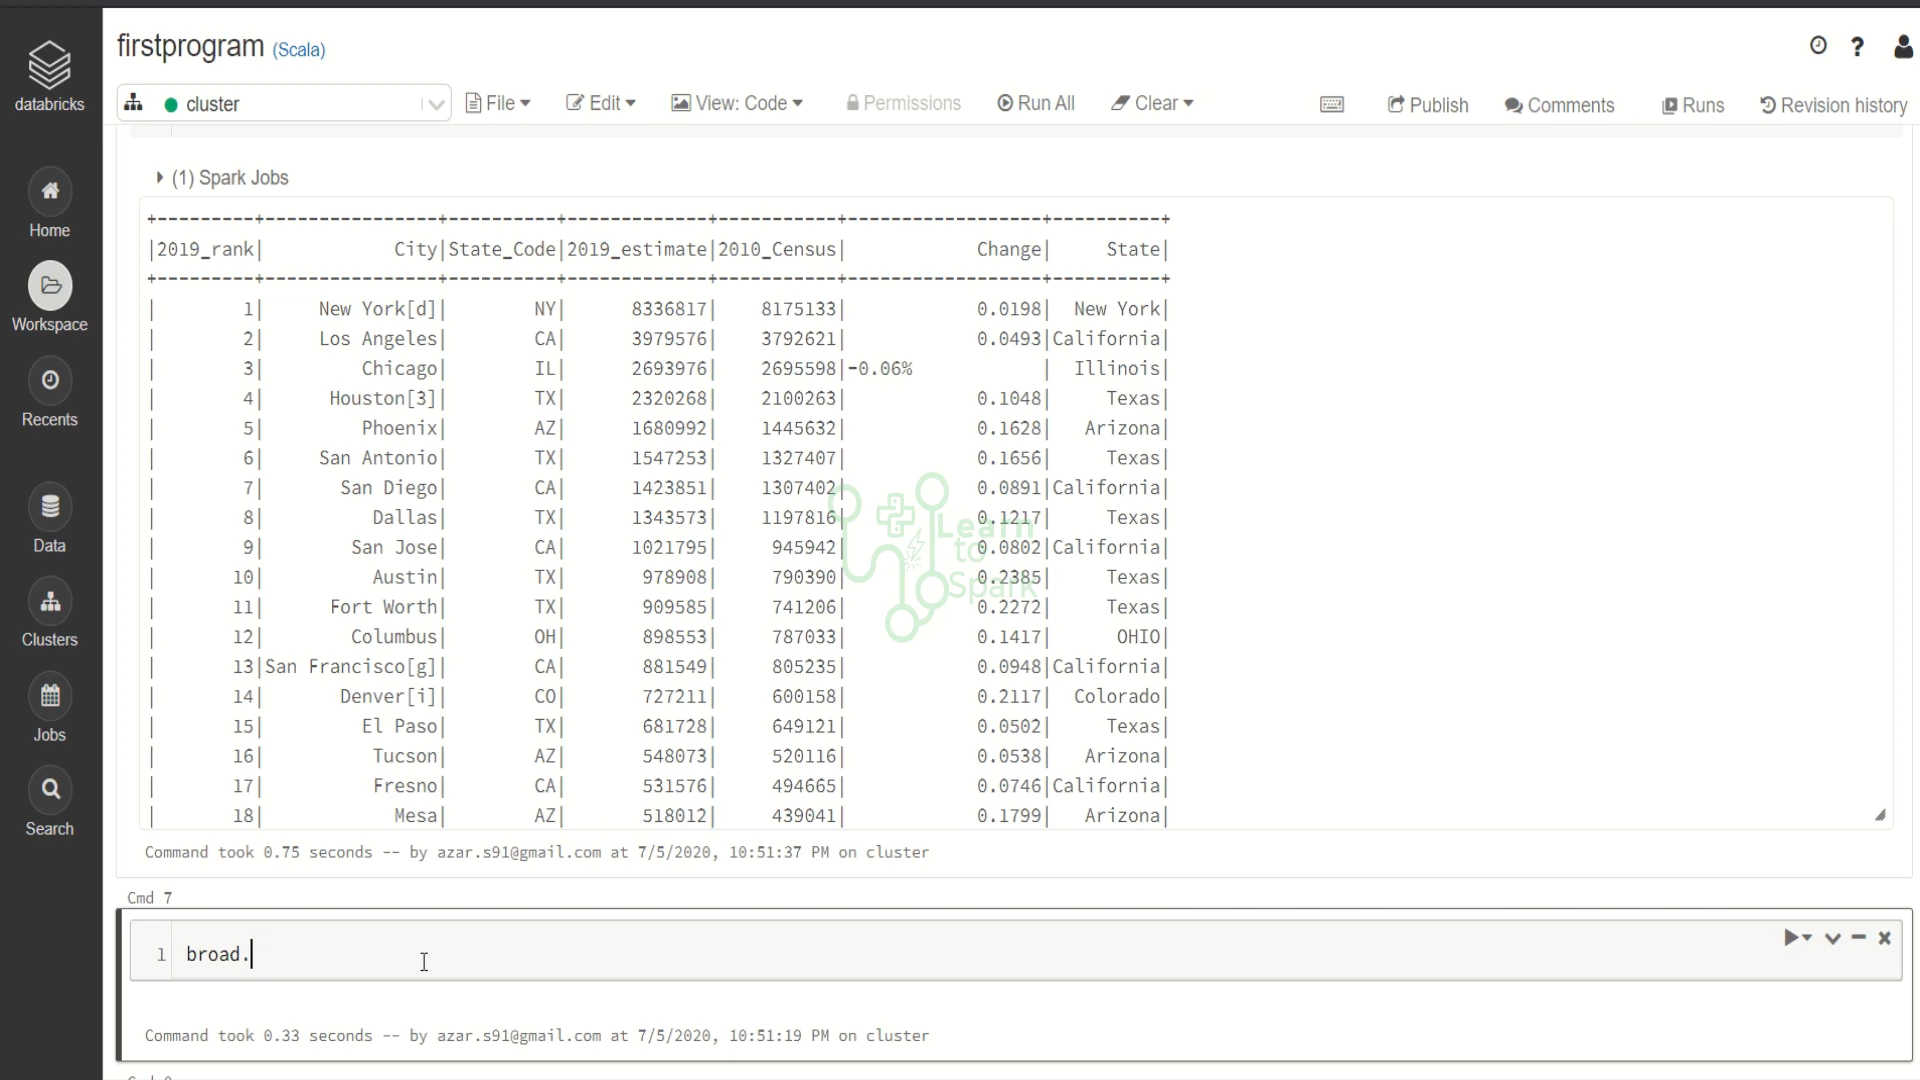 firstprogram (Scala)
databricks
cluster
File
Edit
View: Code
Permissions
Run All
Clear
Publish
Comments
Runs
Revision history
Home
Workspace
Recents
Data
Clusters
Jobs
Search
(1) Spark Jobs
+---------+----------------+----------+-------------+-----------+------------------+----------+
|2019_rank|            City|State_Code|2019_estimate|2010_Census|            Change|     State|
+---------+----------------+----------+-------------+-----------+------------------+----------+
|        1|     New York[d]|        NY|      8336817|    8175133|            0.0198|  New York|
|        2|     Los Angeles|        CA|      3979576|    3792621|            0.0493|California|
|        3|         Chicago|        IL|      2693976|    2695598|-0.06%            |  Illinois|
|        4|      Houston[3]|        TX|      2320268|    2100263|            0.1048|     Texas|
|        5|         Phoenix|        AZ|      1680992|    1445632|            0.1628|   Arizona|
|        6|     San Antonio|        TX|      1547253|    1327407|            0.1656|     Texas|
|        7|       San Diego|        CA|      1423851|    1307402|            0.0891|California|
|        8|          Dallas|        TX|      1343573|    1197816|            0.1217|     Texas|
|        9|        San Jose|        CA|      1021795|     945942|            0.0802|California|
|       10|          Austin|        TX|       978908|     790390|            0.2385|     Texas|
|       11|      Fort Worth|        TX|       909585|     741206|            0.2272|     Texas|
|       12|        Columbus|        OH|       898553|     787033|            0.1417|      OHIO|
|       13|San Francisco[g]|        CA|       881549|     805235|            0.0948|California|
|       14|       Denver[i]|        CO|       727211|     600158|            0.2117|  Colorado|
|       15|         El Paso|        TX|       681728|     649121|            0.0502|     Texas|
|       16|          Tucson|        AZ|       548073|     520116|            0.0538|   Arizona|
|       17|          Fresno|        CA|       531576|     494665|            0.0746|California|
|       18|            Mesa|        AZ|       518012|     439041|            0.1799|   Arizona|
Learn
to
Spark
Command took 0.75 seconds -- by azar.s91@gmail.com at 7/5/2020, 10:51:37 PM on cluster
Cmd 7
1 broad.
Command took 0.33 seconds -- by azar.s91@gmail.com at 7/5/2020, 10:51:19 PM on cluster